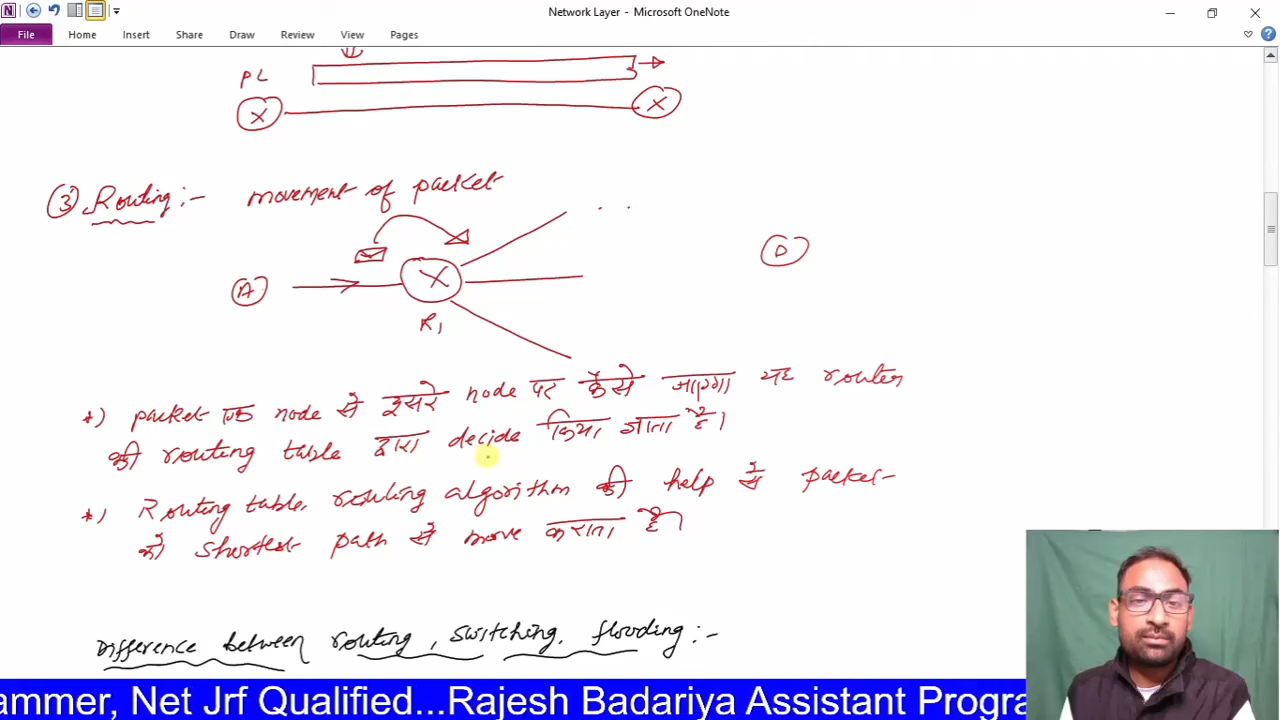 Network Layer - Microsoft OneNote
File Home Insert Share Draw Review Pages
PL
X X
③ Routing :- movement of packet
A X D
R1
*) packet एक node से दूसरे node पर कैसे जाएगा यह router
की routing table द्वारा decide किया जाता है।
*) Routing table routing algorithm की help से packet
को shortest path से move कराता है
Difference between routing, switching, flooding :-
ammer, Net Jrf Qualified...Rajesh Badariya Assistant Progra